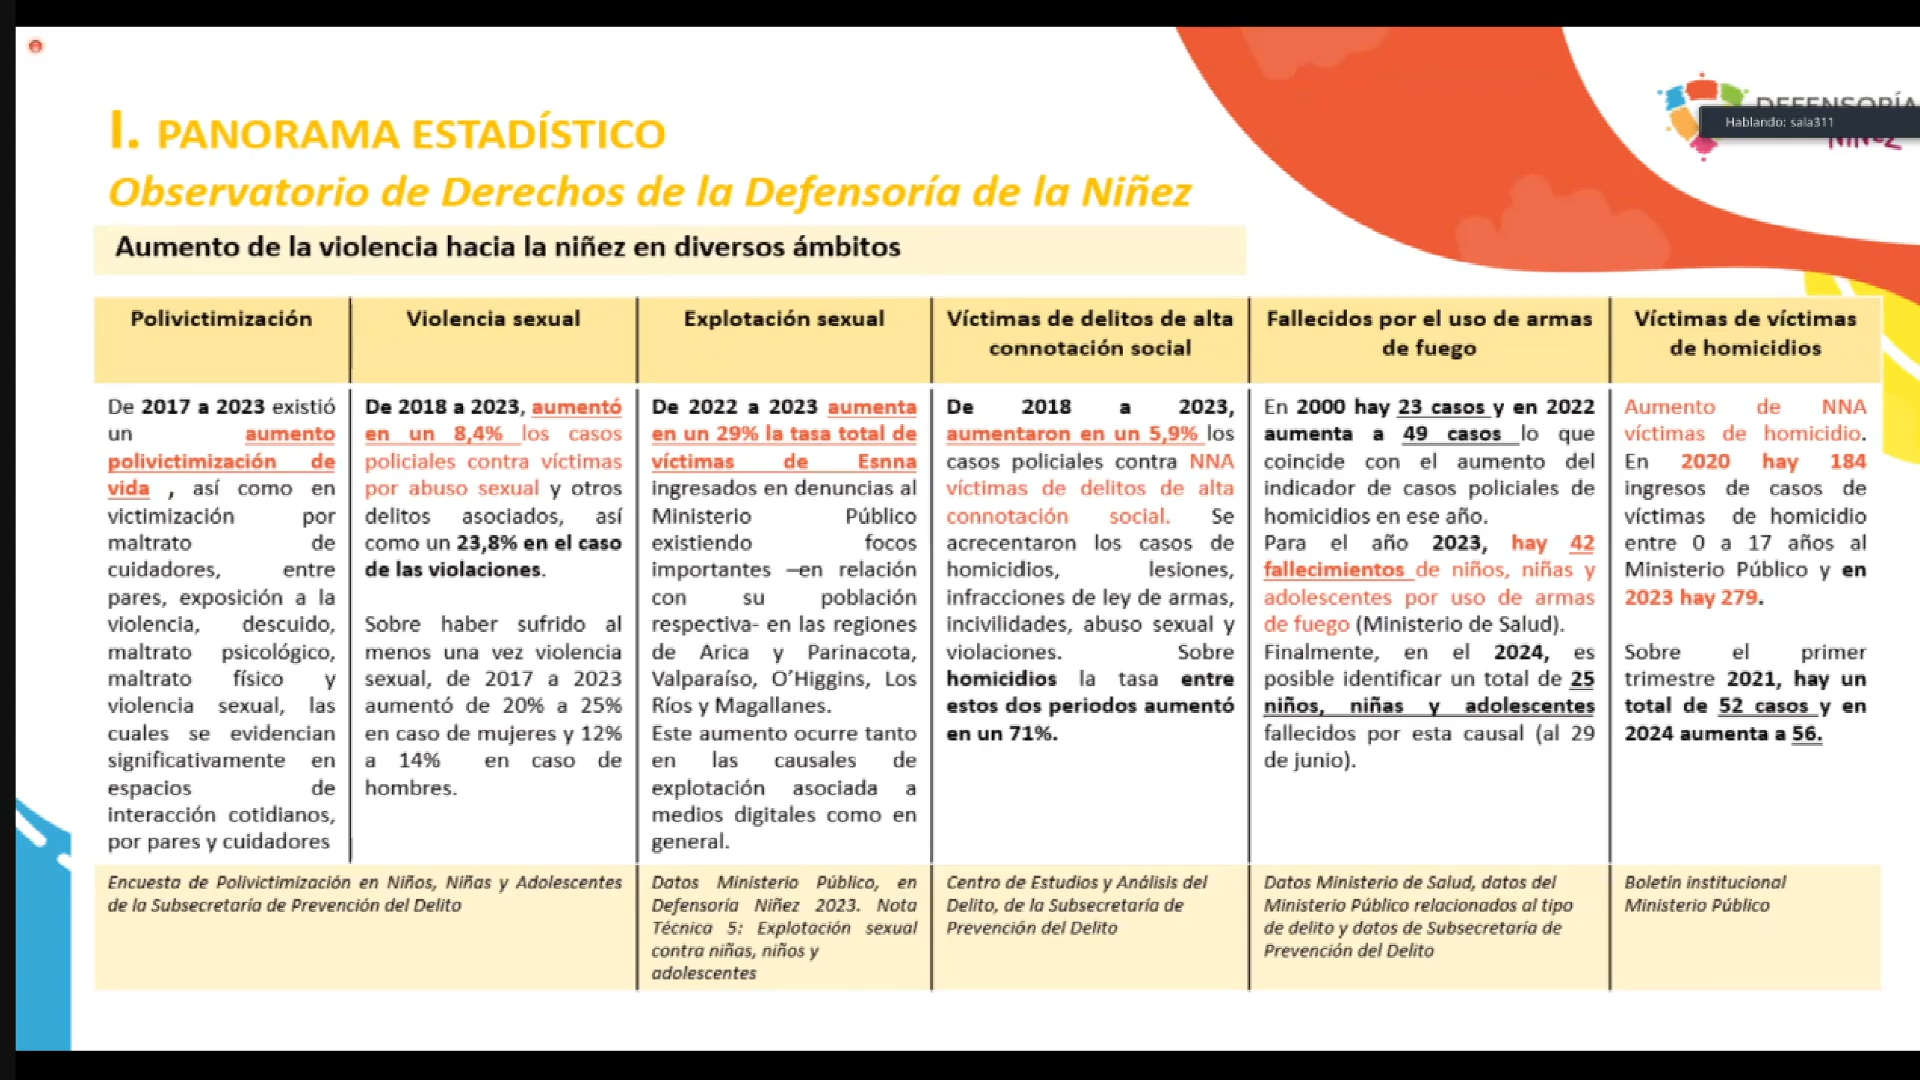 I. PANORAMA ESTADÍSTICO
Observatorio de Derechos de la Defensoría de la Niñez
Aumento de la violencia hacia la niñez en diversos ámbitos
Hablando: sala311
Polivictimización
De 2017 a 2023 existió
un aumento
polivictimización de
vida , así como en
victimización por
maltrato de
cuidadores, entre
pares, exposición a la
violencia, descuido,
maltrato psicológico,
maltrato físico y
violencia sexual, las
cuales se evidencian
significativamente en
espacios de
interacción cotidianos,
por pares y cuidadores
Violencia sexual
De 2018 a 2023, aumentó
en un 8,4% los casos
policiales contra víctimas
por abuso sexual y otros
delitos asociados, así
como un 23,8% en el caso
de las violaciones.
Sobre haber sufrido al
menos una vez violencia
sexual, de 2017 a 2023
aumentó de 20% a 25%
en caso de mujeres y 12%
a 14% en caso de
hombres.
Encuesta de Polivictimización en Niños, Niñas y Adolescentes
de la Subsecretaría de Prevención del Delito
Explotación sexual
De 2022 a 2023 aumenta
en un 29% la tasa total de
víctimas de Esnna
ingresados en denuncias al
Ministerio Público
existiendo focos
importantes –en relación
con su población
respectiva- en las regiones
de Arica y Parinacota,
Valparaíso, O’Higgins, Los
Ríos y Magallanes.
Este aumento ocurre tanto
en las causales de
explotación asociada a
medios digitales como en
general.
Datos Ministerio Público, en
Defensoría Niñez 2023. Nota
Técnica 5: Explotación sexual
contra niñas, niños y
adolescentes
Víctimas de delitos de alta
connotación social
De 2018 a 2023,
aumentaron en un 5,9% los
casos policiales contra NNA
víctimas de delitos de alta
connotación social. Se
acrecentaron los casos de
homicidios, lesiones,
infracciones de ley de armas,
incivilidades, abuso sexual y
violaciones. Sobre
homicidios la tasa entre
estos dos periodos aumentó
en un 71%.
Centro de Estudios y Análisis del
Delito, de la Subsecretaría de
Prevención del Delito
Fallecidos por el uso de armas
de fuego
En 2000 hay 23 casos y en 2022
aumenta a 49 casos lo que
coincide con el aumento del
indicador de casos policiales de
homicidios en ese año.
Para el año 2023, hay 42
fallecimientos de niños, niñas y
adolescentes por uso de armas
de fuego (Ministerio de Salud).
Finalmente, en el 2024, es
posible identificar un total de 25
niños, niñas y adolescentes
fallecidos por esta causal (al 29
de junio).
Datos Ministerio de Salud, datos del
Ministerio Público relacionados al tipo
de delito y datos de Subsecretaría de
Prevención del Delito
Víctimas de víctimas
de homicidios
Aumento de NNA
víctimas de homicidio.
En 2020 hay 184
ingresos de casos de
víctimas de homicidio
entre 0 a 17 años al
Ministerio Público y en
2023 hay 279.
Sobre el primer
trimestre 2021, hay un
total de 52 casos y en
2024 aumenta a 56.
Boletín institucional
Ministerio Público